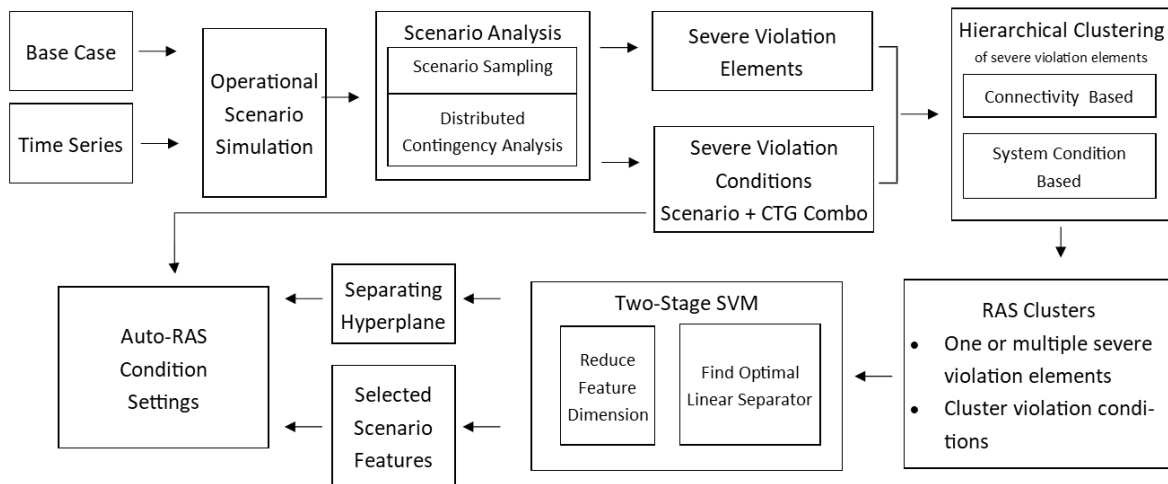 Base Case
Time Series
Operational
Scenario
Simulation
Scenario Analysis
Scenario Sampling
Distributed
Contingency Analysis
Severe Violation
Elements
Severe Violation
Conditions
Scenario + CTG Combo
Hierarchical Clustering
of severe violation elements
Connectivity Based
System Condition
Based
Auto-RAS
Condition
Settings
Separating
Hyperplane
Selected
Scenario
Features
Two-Stage SVM
Reduce
Feature
Dimension
Find Optimal
Linear Separator
RAS Clusters
• One or multiple severe
violation elements
• Cluster violation condi-
tions